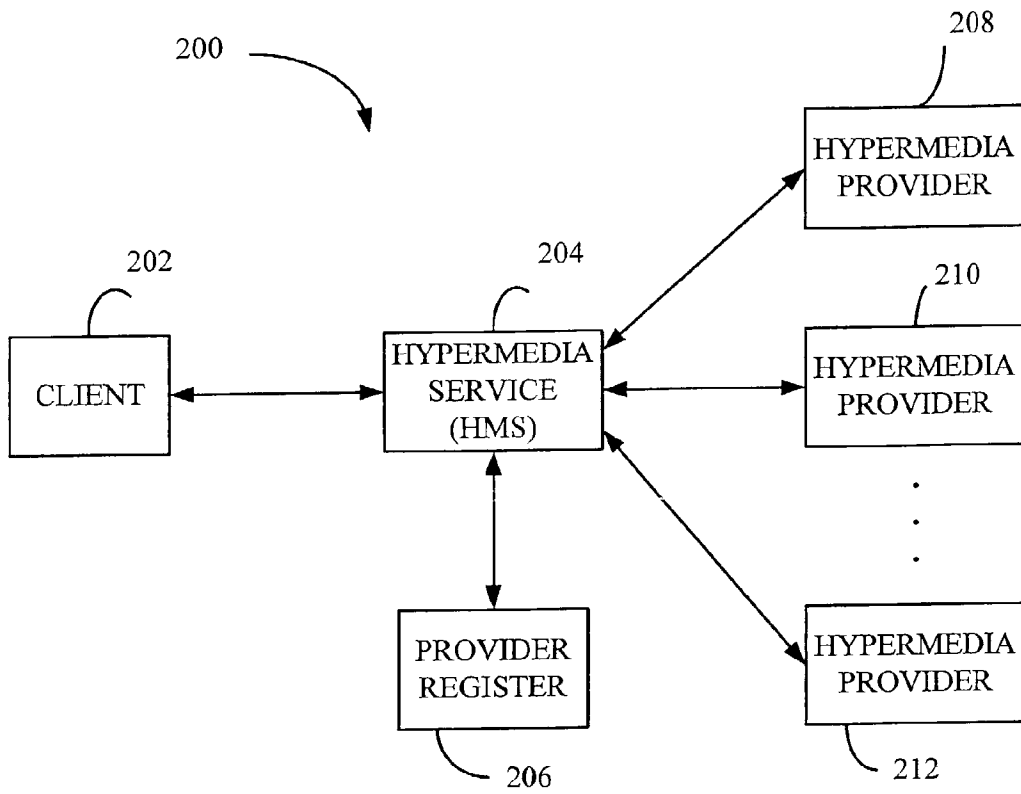 200
208
HYPERMEDIA
PROVIDER
202
204
210
CLIENT
HYPERMEDIA
SERVICE
(HMS)
HYPERMEDIA
PROVIDER
PROVIDER
REGISTER
HYPERMEDIA
PROVIDER
206
212